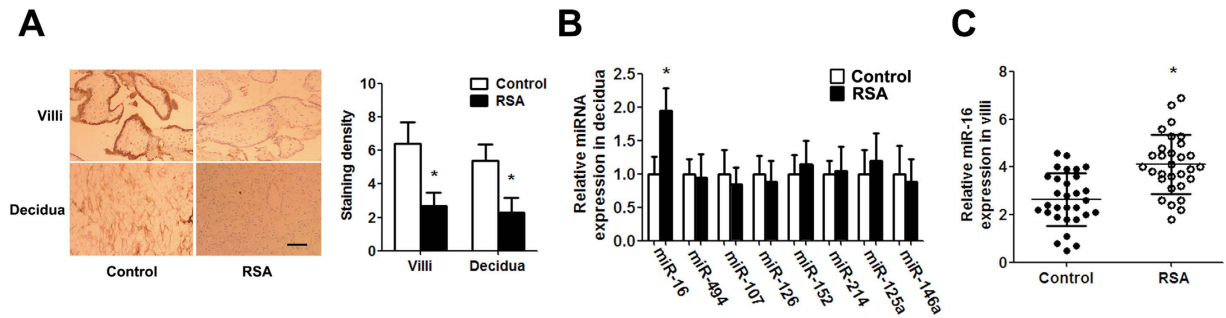 A
Villi
Decidua
Control
RSA
Staining density
10
8
6
4
2
0
Control
RSA
*
*
Villi
Decidua
B
Relative miRNA
expression in decidua
2.5
2.0
1.5
1.0
0.5
0.0
*
Control
RSA
miR-16
miR-494
miR-107
miR-126
miR-152
miR-214
miR-125a
miR-146a
C
Relative miR-16
expression in villi
8
6
4
2
0
*
Control
RSA